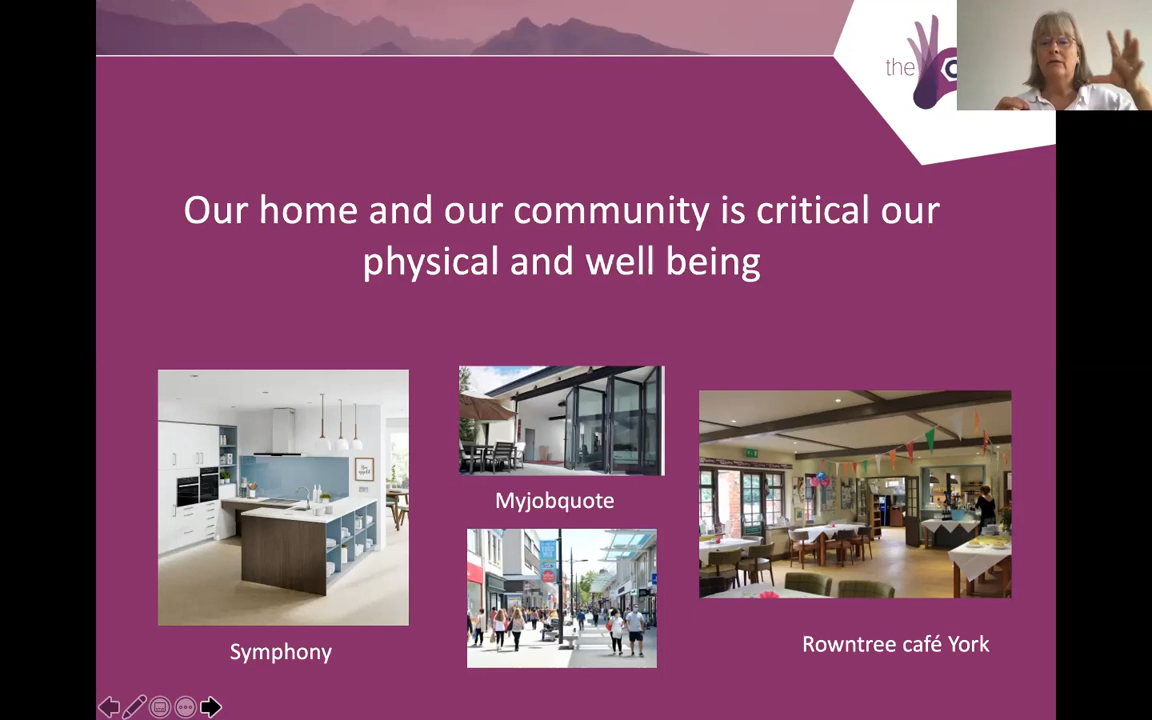 the
Our home and our community is critical our
physical and well being
Myjobquote
Symphony
Rowntree café York